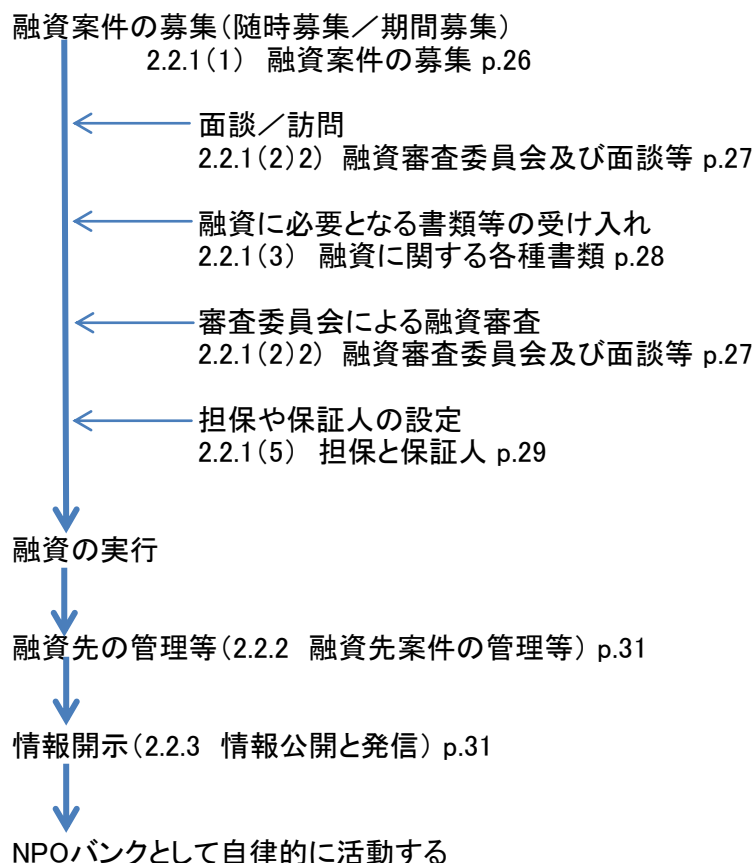 融資案件の募集（随時募集／期間募集）
2.2.1（1） 融資案件の募集 p.26
面談／訪問
2.2.1（2）2） 融資審査委員会及び面談等 p.27
融資に必要となる書類等の受け入れ
2.2.1（3） 融資に関する各種書類 p.28
審査委員会による融資審査
2.2.1（2）2） 融資審査委員会及び面談等 p.27
担保や保証人の設定
2.2.1（5） 担保と保証人 p.29
融資の実行
融資先の管理等（2.2.2 融資先案件の管理等） p.31
情報開示（2.2.3 情報公開と発信） p.31
NPOバンクとして自律的に活動する